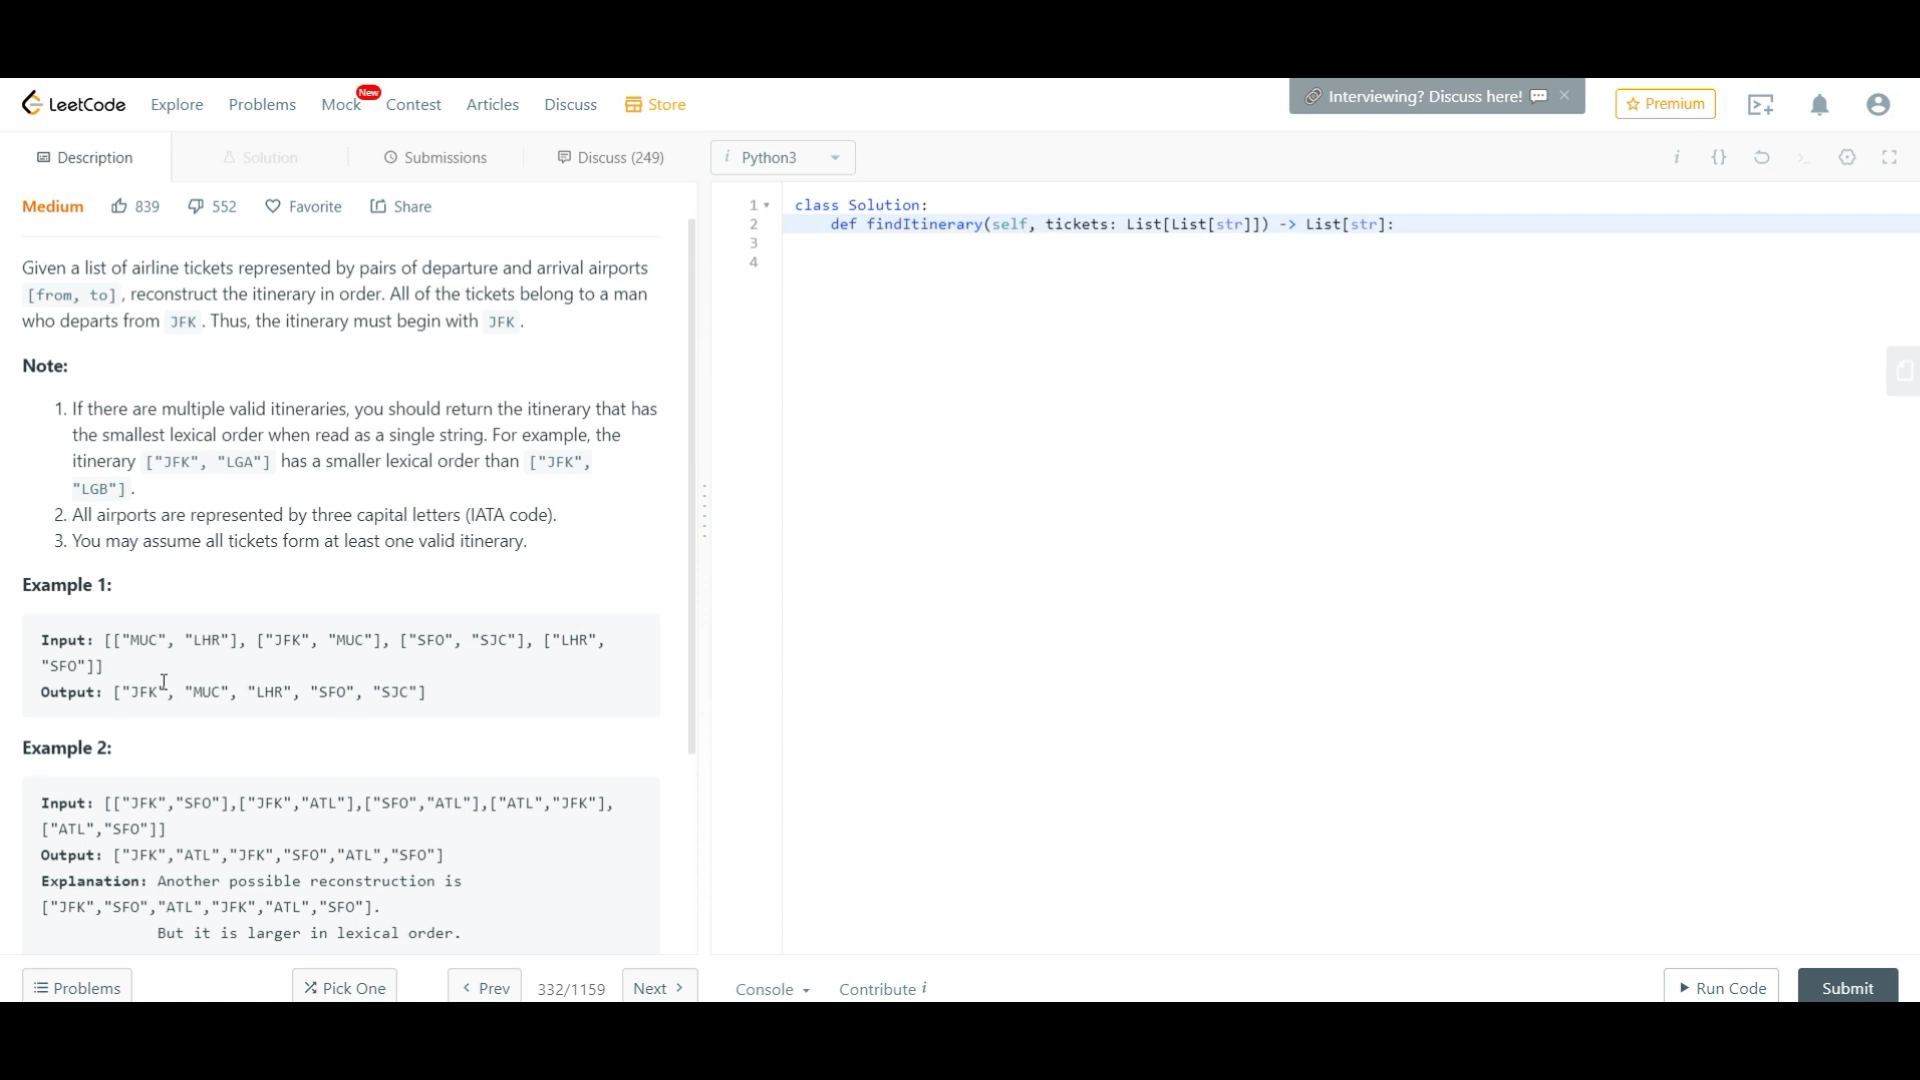 LeetCode Explore Problems Mock New Contest Articles Discuss Store Interviewing? Discuss here! Premium
Description Solution Submissions Discuss (249) i Python3
Medium 839 552 Favorite Share
Given a list of airline tickets represented by pairs of departure and arrival airports
[from, to], reconstruct the itinerary in order. All of the tickets belong to a man
who departs from JFK. Thus, the itinerary must begin with JFK.
Note:
1. If there are multiple valid itineraries, you should return the itinerary that has
the smallest lexical order when read as a single string. For example, the
itinerary ["JFK", "LGA"] has a smaller lexical order than ["JFK",
"LGB"].
2. All airports are represented by three capital letters (IATA code).
3. You may assume all tickets form at least one valid itinerary.
Example 1:
Input: [["MUC", "LHR"], ["JFK", "MUC"], ["SFO", "SJC"], ["LHR",
"SFO"]]
Output: ["JFK", "MUC", "LHR", "SFO", "SJC"]
Example 2:
Input: [["JFK","SFO"],["JFK","ATL"],["SFO","ATL"],["ATL","JFK"],
["ATL","SFO"]]
Output: ["JFK","ATL","JFK","SFO","ATL","SFO"]
Explanation: Another possible reconstruction is
["JFK","SFO","ATL","JFK","ATL","SFO"].
But it is larger in lexical order.
1 class Solution:
2 def findItinerary(self, tickets: List[List[str]]) -> List[str]:
3
4
Problems Pick One < Prev 332/1159 Next > Console Contribute i Run Code Submit